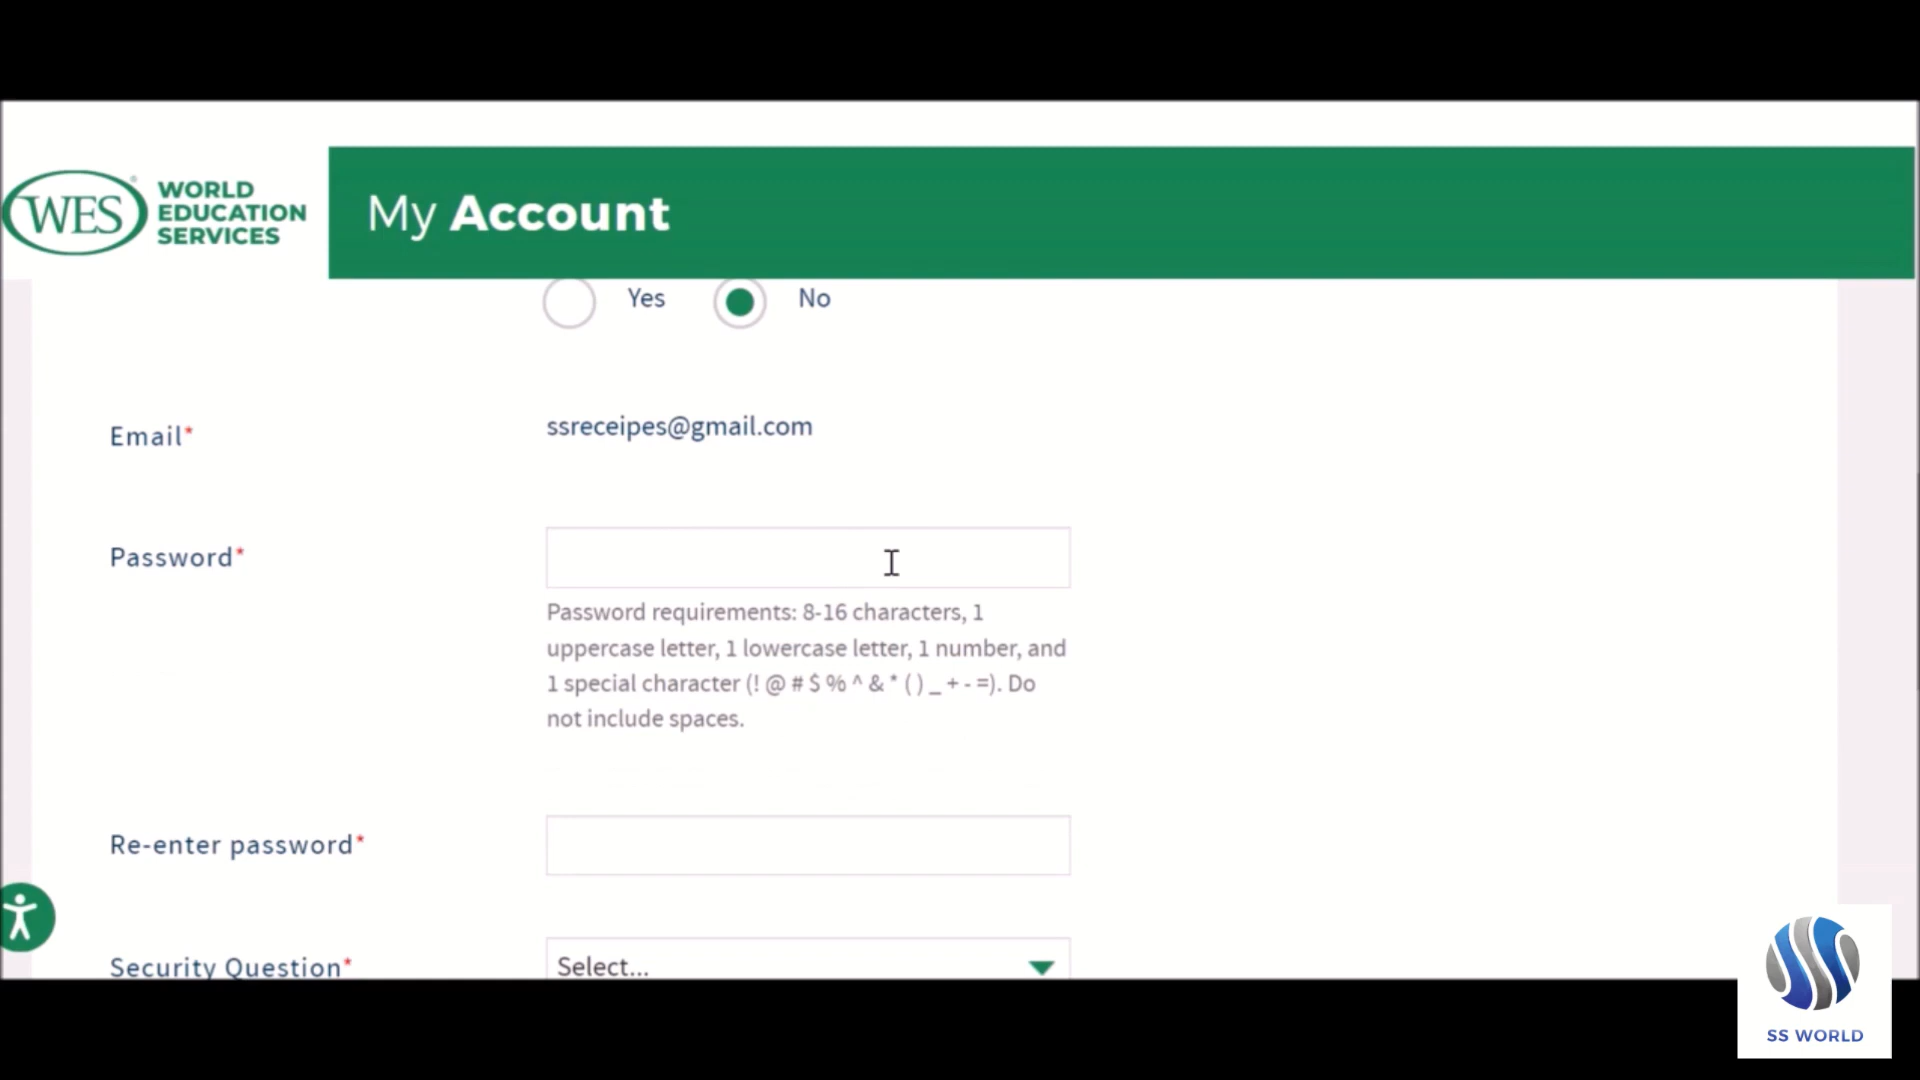 WES
WORLD
EDUCATION
SERVICES
My Account
Yes
No
Email*
ssreceipes@gmail.com
Password*
Password requirements: 8-16 characters, 1
uppercase letter, 1 lowercase letter, 1 number, and
1 special character (! @ # $ % ^ & * ( ) _ + - =). Do
not include spaces.
Re-enter password*
Security Question*
Select...
SS WORLD